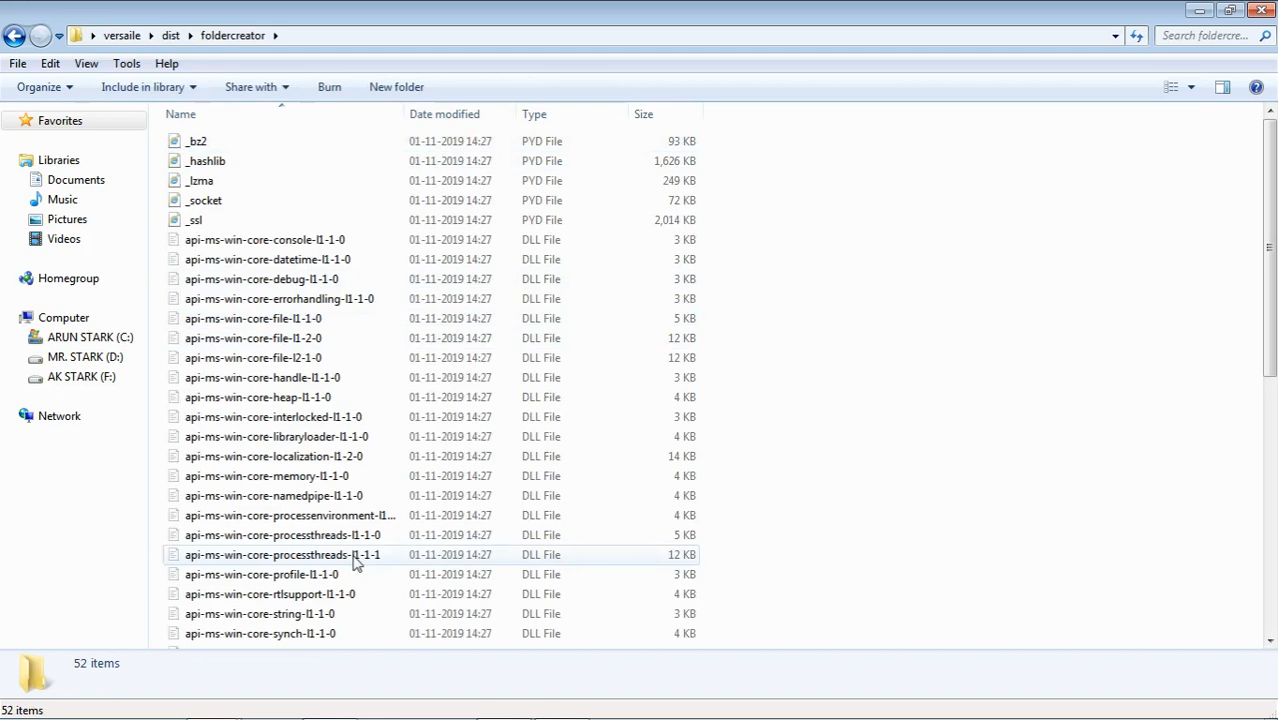 versaile dist foldercreator Search foldercre...
File Edit View Tools Help
Organize Include in library Share with Burn New folder
Favorites
Libraries
Documents
Music
Pictures
Videos
Homegroup
Computer
ARUN STARK (C:)
MR. STARK (D:)
AK STARK (F:)
Network
Name Date modified Type Size
_bz2 01-11-2019 14:27 PYD File 93 KB
_hashlib 01-11-2019 14:27 PYD File 1,626 KB
_lzma 01-11-2019 14:27 PYD File 249 KB
_socket 01-11-2019 14:27 PYD File 72 KB
_ssl 01-11-2019 14:27 PYD File 2,014 KB
api-ms-win-core-console-l1-1-0 01-11-2019 14:27 DLL File 3 KB
api-ms-win-core-datetime-l1-1-0 01-11-2019 14:27 DLL File 3 KB
api-ms-win-core-debug-l1-1-0 01-11-2019 14:27 DLL File 3 KB
api-ms-win-core-errorhandling-l1-1-0 01-11-2019 14:27 DLL File 3 KB
api-ms-win-core-file-l1-1-0 01-11-2019 14:27 DLL File 5 KB
api-ms-win-core-file-l1-2-0 01-11-2019 14:27 DLL File 12 KB
api-ms-win-core-file-l2-1-0 01-11-2019 14:27 DLL File 12 KB
api-ms-win-core-handle-l1-1-0 01-11-2019 14:27 DLL File 3 KB
api-ms-win-core-heap-l1-1-0 01-11-2019 14:27 DLL File 4 KB
api-ms-win-core-interlocked-l1-1-0 01-11-2019 14:27 DLL File 3 KB
api-ms-win-core-libraryloader-l1-1-0 01-11-2019 14:27 DLL File 4 KB
api-ms-win-core-localization-l1-2-0 01-11-2019 14:27 DLL File 14 KB
api-ms-win-core-memory-l1-1-0 01-11-2019 14:27 DLL File 4 KB
api-ms-win-core-namedpipe-l1-1-0 01-11-2019 14:27 DLL File 4 KB
api-ms-win-core-processenvironment-l1... 01-11-2019 14:27 DLL File 4 KB
api-ms-win-core-processthreads-l1-1-0 01-11-2019 14:27 DLL File 5 KB
api-ms-win-core-processthreads-l1-1-1 01-11-2019 14:27 DLL File 12 KB
api-ms-win-core-profile-l1-1-0 01-11-2019 14:27 DLL File 3 KB
api-ms-win-core-rtlsupport-l1-1-0 01-11-2019 14:27 DLL File 4 KB
api-ms-win-core-string-l1-1-0 01-11-2019 14:27 DLL File 3 KB
api-ms-win-core-synch-l1-1-0 01-11-2019 14:27 DLL File 4 KB
52 items
52 items